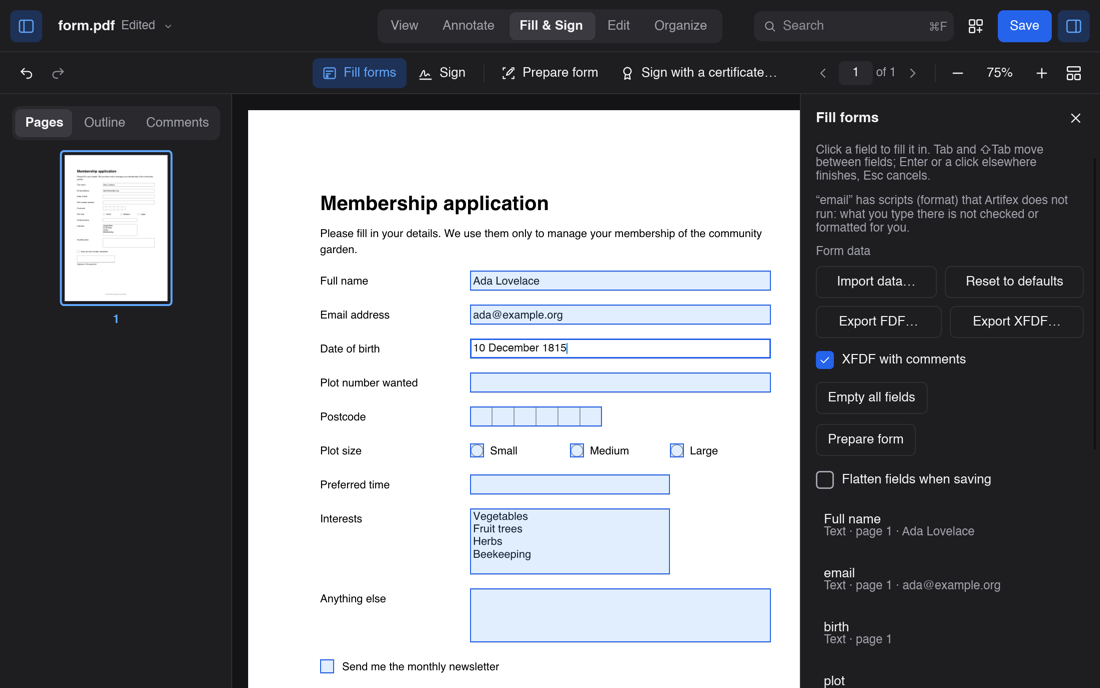 form.pdf Edited
View Annotate Fill & Sign Edit Organize
Search ⌘F
Save
Fill forms Sign Prepare form Sign with a certificate…
1 of 1
75%
Pages Outline Comments
Membership application
1
Membership application
Please fill in your details. We use them only to manage your membership of the community
garden.
Full name Ada Lovelace
Email address ada@example.org
Date of birth 10 December 1815
Plot number wanted
Postcode
Plot size Small Medium Large
Preferred time
Interests Vegetables
Fruit trees
Herbs
Beekeeping
Anything else
Send me the monthly newsletter
Fill forms
Click a field to fill it in. Tab and ⇧Tab move
between fields; Enter or a click elsewhere
finishes, Esc cancels.
“email” has scripts (format) that Artifex does not
run: what you type there is not checked or
formatted for you.
Form data
Import data… Reset to defaults
Export FDF… Export XFDF…
XFDF with comments
Empty all fields
Prepare form
Flatten fields when saving
Full name
Text · page 1 · Ada Lovelace
email
Text · page 1 · ada@example.org
birth
Text · page 1
plot